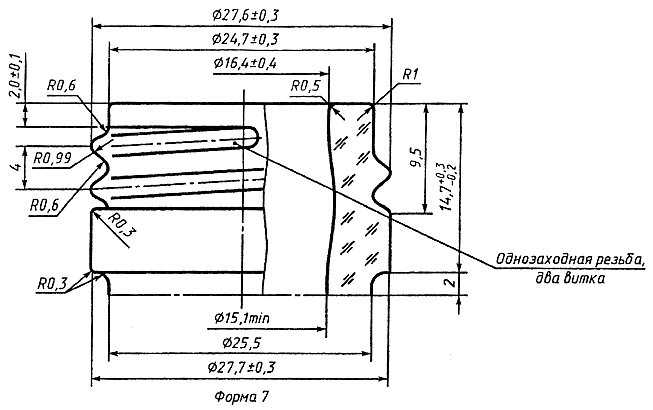 Ø27,6±0,3
Ø24,7±0,3
Ø16,4±0,4
2,0±0,1
R0,6
R0,5
R1
R0,99
4
R0,6
R0,3
9,5
14,7+0,3-0,2
Однозаходная резьба,
два витка
R0,3
2
Ø15,1min
Ø25,5
Ø27,7±0,3
Форма 7